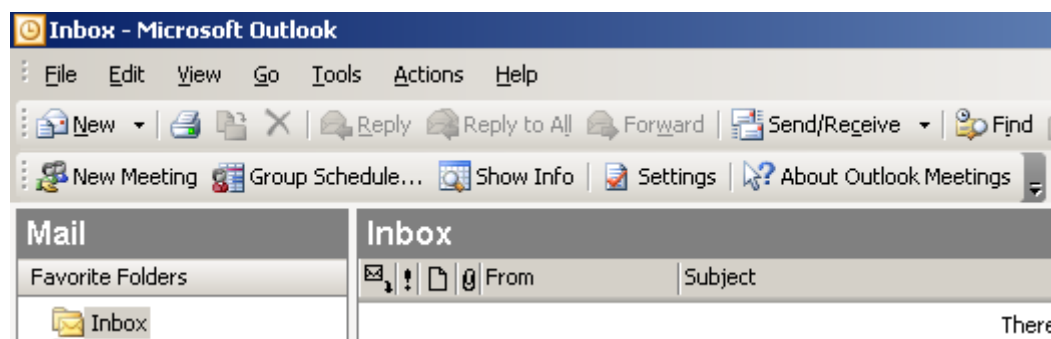 Inbox - Microsoft Outlook
File Edit View Go Tools Actions Help
New Reply Reply to All Forward Send/Receive Find
New Meeting Group Schedule... Show Info Settings About Outlook Meetings
Mail Inbox
Favorite Folders From Subject
Inbox There